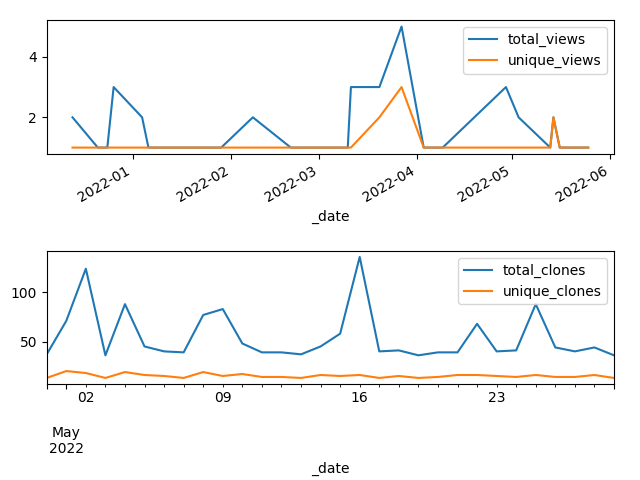 total_views
unique_views
4
2
2022-01
2022-02
2022-03
2022-04
2022-05
2022-06
_date
total_clones
unique_clones
100
50
02
09
16
23
May
2022
_date